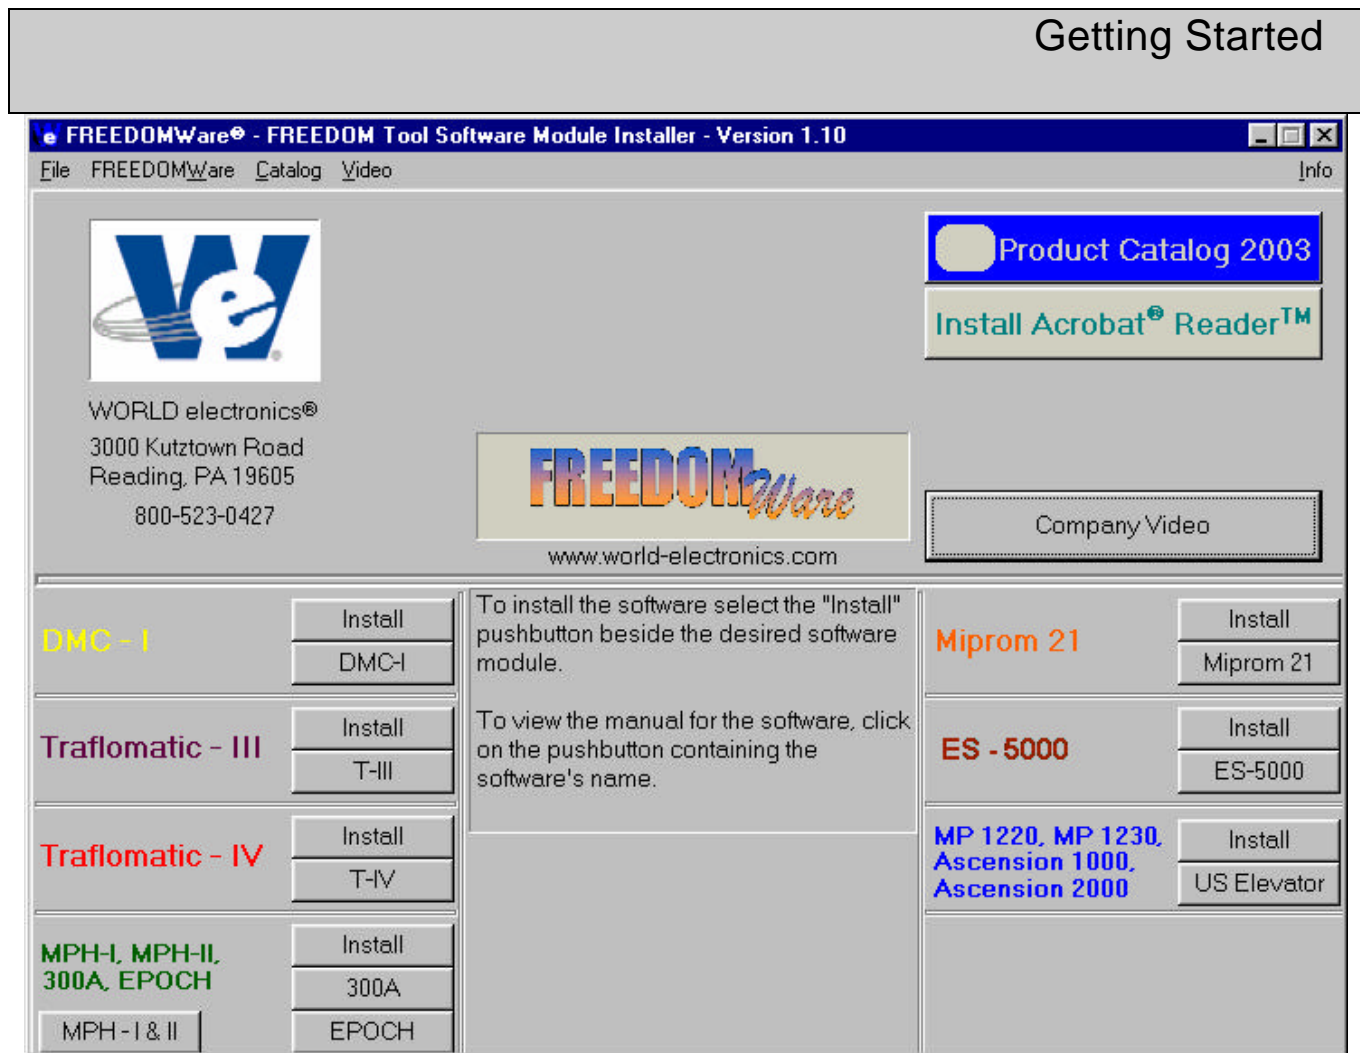 Getting Started
We FREEDOMWare® - FREEDOM Tool Software Module Installer - Version 1.10
File FREEDOMWare Catalog Video Info
We
WORLD electronics®
3000 Kutztown Road
Reading, PA 19605
800-523-0427
Product Catalog 2003
Install Acrobat® Reader™
FREEDOMWare
www.world-electronics.com
Company Video
DMC - I
Install
DMC-I
Traflomatic - III
Install
T-III
Traflomatic - IV
Install
T-IV
MPH-I, MPH-II,
300A, EPOCH
Install
300A
MPH - I & II
EPOCH
To install the software select the "Install"
pushbutton beside the desired software
module.
To view the manual for the software, click
on the pushbutton containing the
software's name.
Miprom 21
Install
Miprom 21
ES - 5000
Install
ES-5000
MP 1220, MP 1230,
Ascension 1000,
Ascension 2000
Install
US Elevator